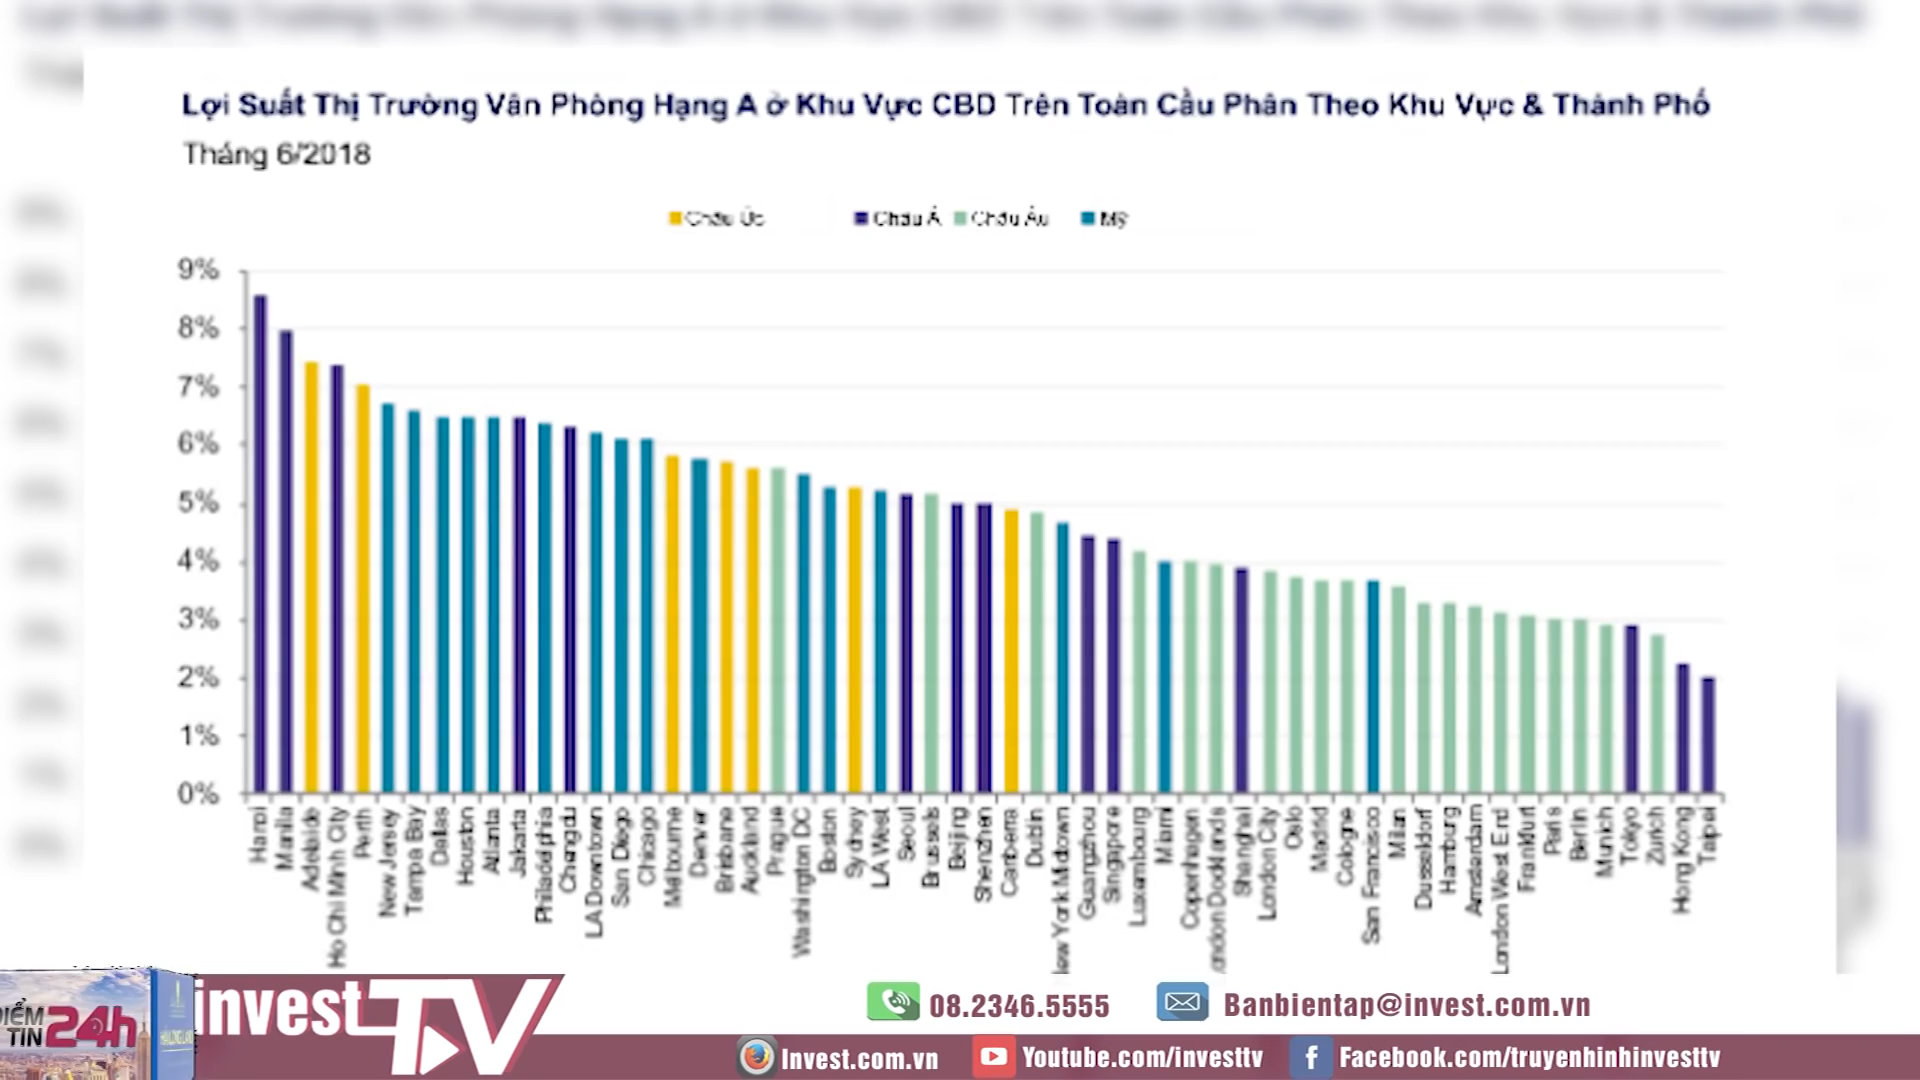 Lợi Suất Thị Trường Văn Phòng Hạng A ở Khu Vực CBD Trên Toàn Cầu Phân Theo Khu Vực & Thành Phố
Tháng 6/2018
Châu Úc Châu Á Châu Âu Mỹ
9%
8%
7%
6%
5%
4%
3%
2%
1%
0%
Hanoi
Manila
Adelaide
Ho Chi Minh City
Perth
New Jersey
Tampa Bay
Dallas
Houston
Atlanta
Jakarta
Philadelphia
Chengdu
LA Downtown
San Diego
Chicago
Melbourne
Denver
Brisbane
Auckland
Prague
Washington DC
Boston
Sydney
LA West
Seoul
Brussels
Beijing
Shenzhen
Canberra
Dublin
New York Midtown
Guangzhou
Singapore
Luxembourg
Miami
Copenhagen
London Docklands
Shanghai
London City
Oslo
Madrid
Cologne
San Francisco
Milan
Dusseldorf
Hamburg
Amsterdam
London West End
Frankfurt
Paris
Berlin
Munich
Tokyo
Zurich
Hong Kong
Taipei
ĐIỂM
TIN 24h
invest TV
08.2346.5555
Banbientap@invest.com.vn
Invest.com.vn
Youtube.com/investtv
Facebook.com/truyenhinhinvesttv